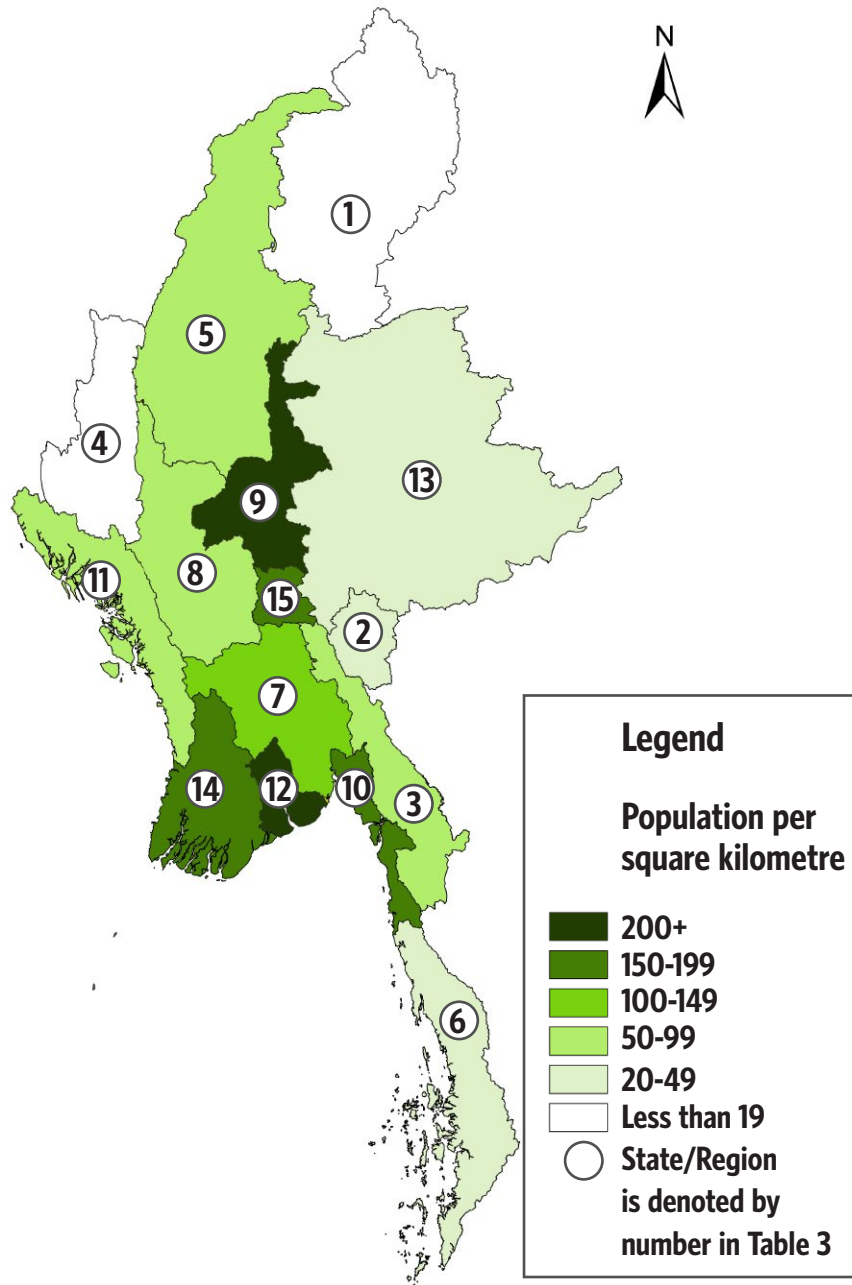 N
1
5
4
9
13
11
8
15
2
7
14
12
10
3
6
Legend
Population per
square kilometre
200+
150-199
100-149
50-99
20-49
Less than 19
State/Region
is denoted by
number in Table 3